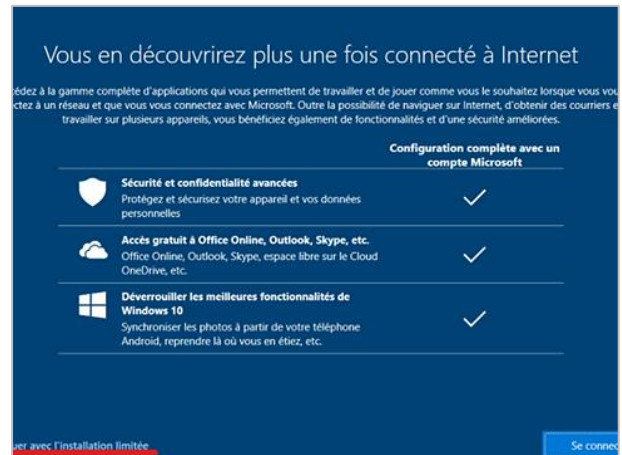 Vous en découvrirez plus une fois connecté à Internet
édez à la gamme complète d'applications qui vous permettent de travailler et de jouer comme vous le souhaitez lorsque vous vou
ctez à un réseau et que vous vous connectez avec Microsoft. Outre la possibilité de naviguer sur Internet, d'obtenir des courriers e
travailler sur plusieurs appareils, vous bénéficiez également de fonctionnalités et d'une sécurité améliorées.
Configuration complète avec un
compte Microsoft
Sécurité et confidentialité avancées
Protégez et sécurisez votre appareil et vos données
personnelles
Accès gratuit à Office Online, Outlook, Skype, etc.
Office Online, Outlook, Skype, espace libre sur le Cloud
OneDrive, etc.
Déverrouiller les meilleures fonctionnalités de
Windows 10
Synchroniser les photos à partir de votre téléphone
Android, reprendre là où vous en étiez, etc.
uer avec l'installation limitée
Se connec